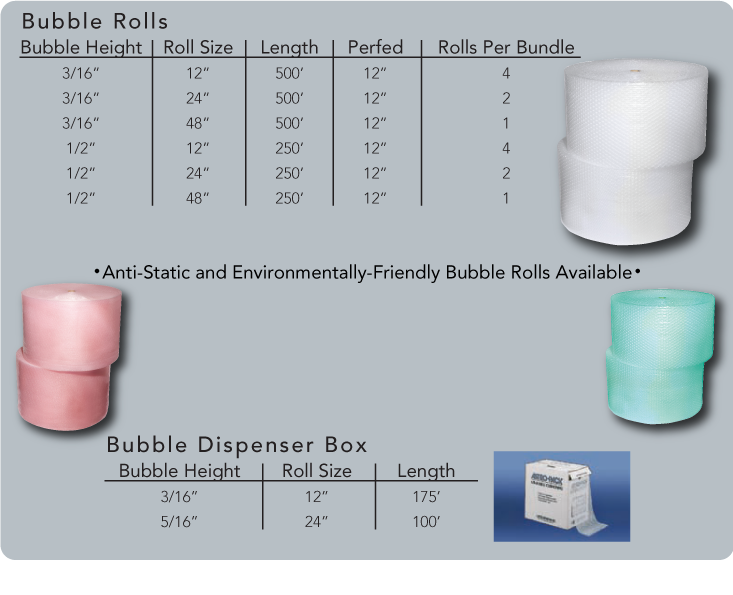 Bubble Rolls
Bubble Height Roll Size Length Perfed Rolls Per Bundle
3/16“ 12“ 500’ 12“ 4
3/16“ 24“ 500’ 12“ 2
3/16“ 48“ 500’ 12“ 1
1/2“ 12“ 250’ 12“ 4
1/2“ 24“ 250’ 12“ 2
1/2“ 48“ 250’ 12“ 1
•Anti-Static and Environmentally-Friendly Bubble Rolls Available•
Bubble Dispenser Box
Bubble Height Roll Size Length
3/16“ 12“ 175’
5/16“ 24“ 100’